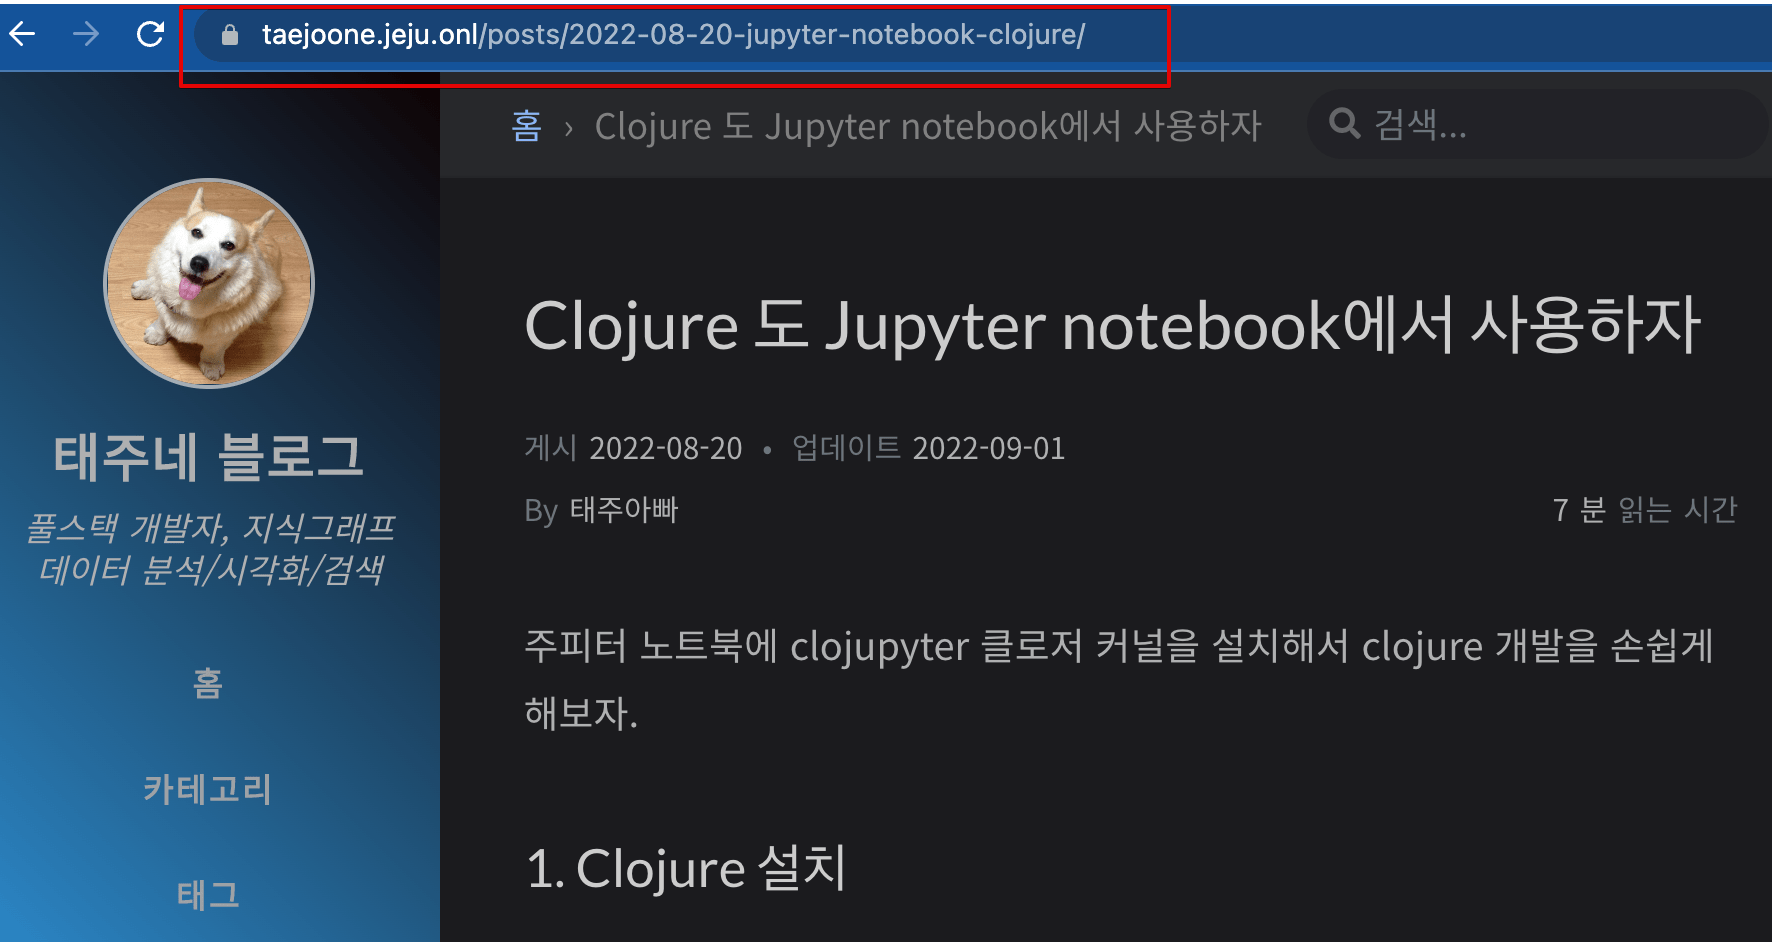 taejoone.jeju.onl/posts/2022-08-20-jupyter-notebook-clojure/
홈 › Clojure 도 Jupyter notebook에서 사용하자
검색...
태주네 블로그
풀스택 개발자, 지식그래프
데이터 분석/시각화/검색
홈
카테고리
태그
Clojure 도 Jupyter notebook에서 사용하자
게시 2022-08-20 • 업데이트 2022-09-01
By 태주아빠
7 분 읽는 시간
주피터 노트북에 clojupyter 클로저 커널을 설치해서 clojure 개발을 손쉽게
해보자.
1. Clojure 설치